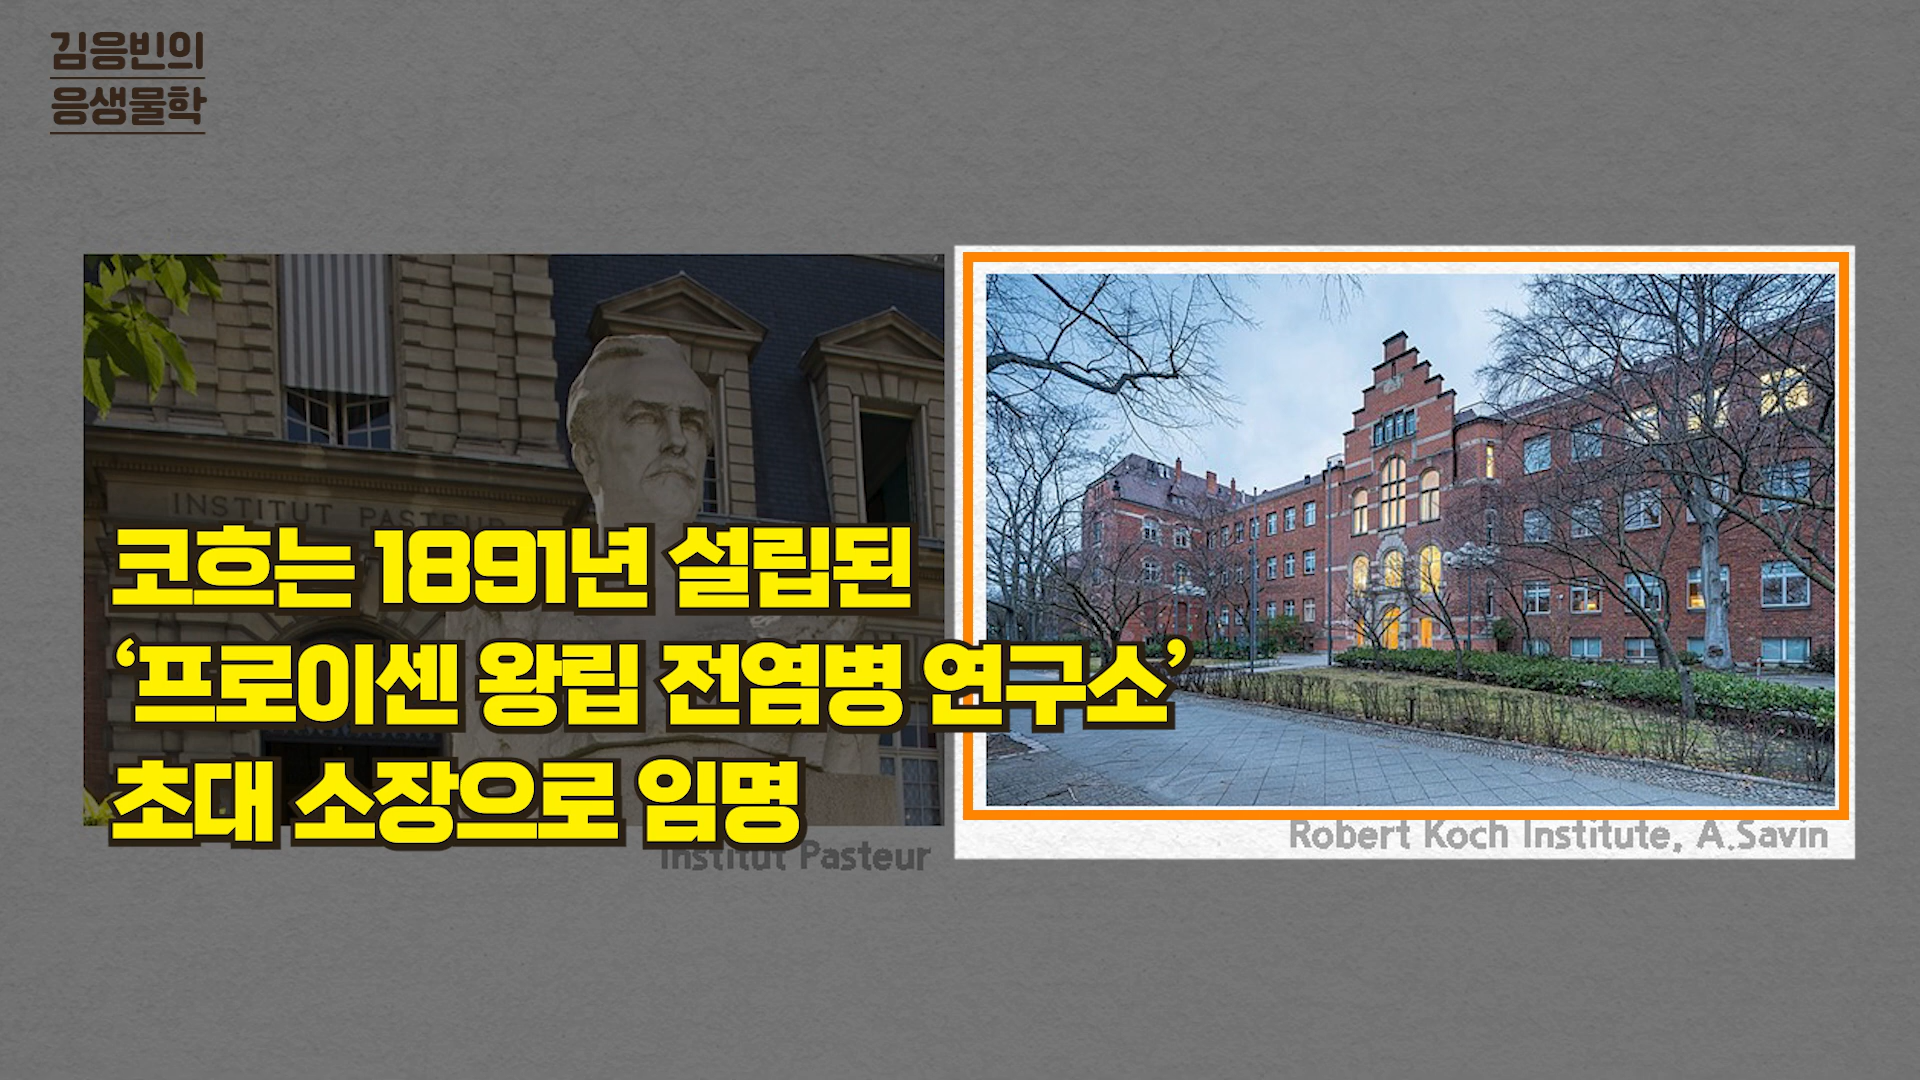 김응빈의
응생물학
INSTITUT PASTEUR
코흐는 1891년 설립된
‘프로이센 왕립 전염병 연구소’
초대 소장으로 임명
Institut Pasteur
Robert Koch Institute, A.Savin